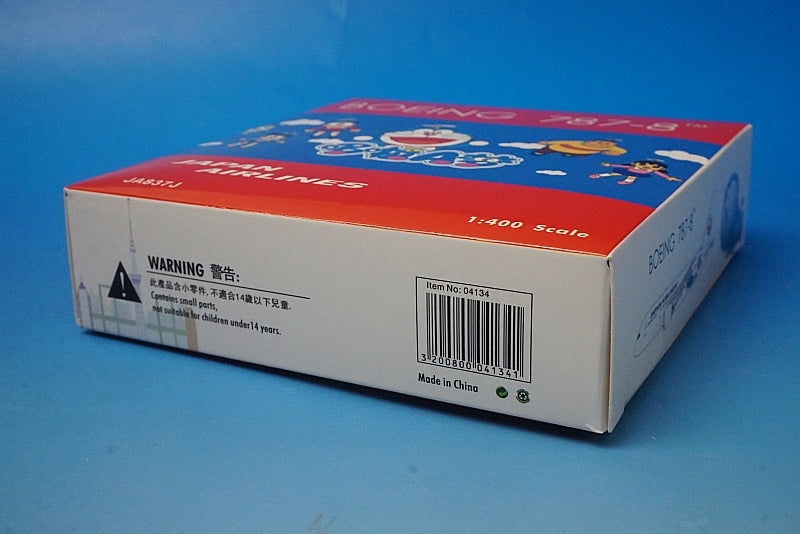 BOEING 787-8™
JAPAN
AIRLINES
JA837J
1:400 Scale
WARNING 警告:
此產品含小零件,不適合14歲以下兒童.
Contains small parts,
not suitable for children under14 years.
Item No: 04134
3 200800 041341
Made in China
BOEING 787-8